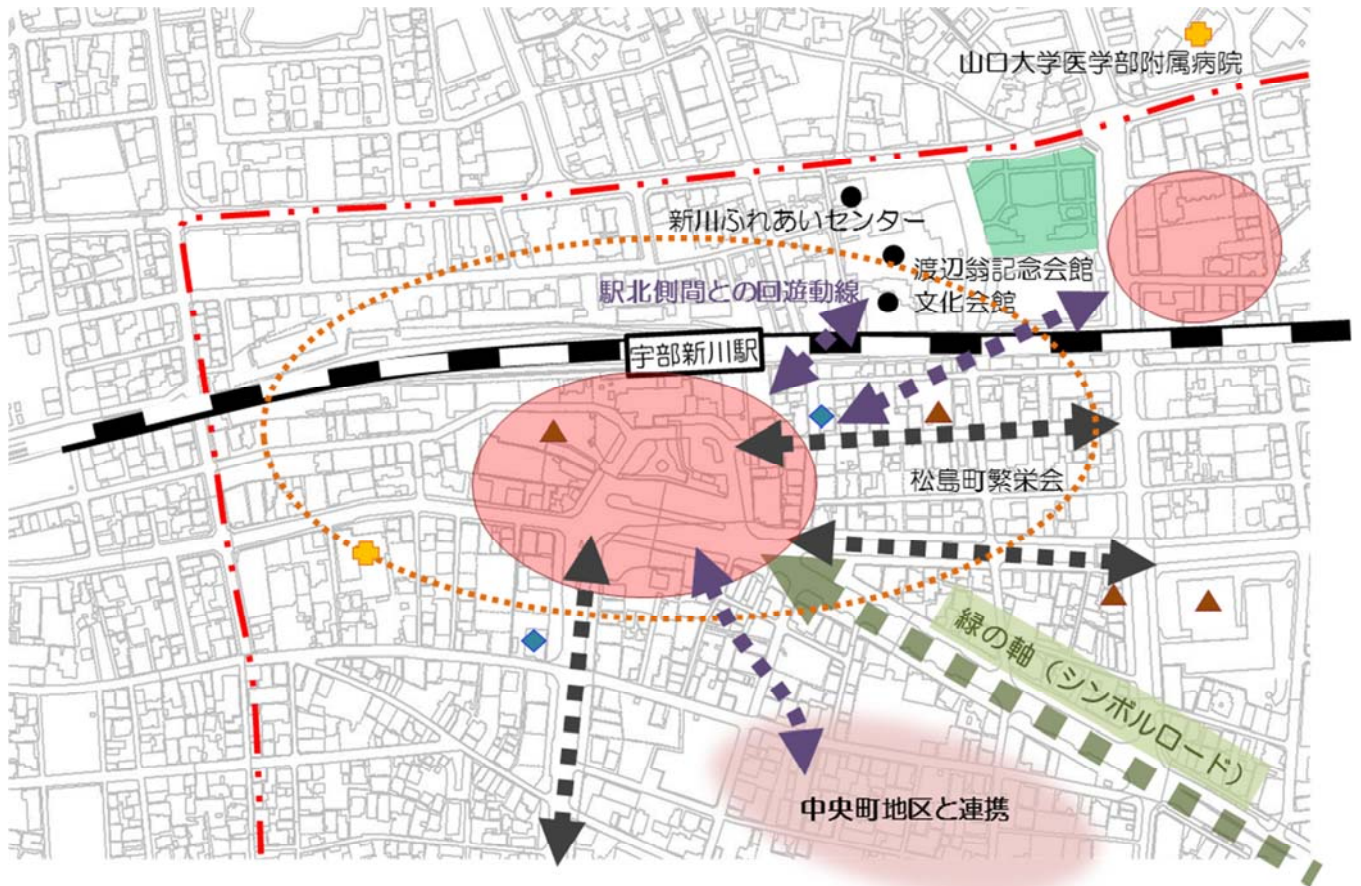 山口大学医学部附属病院
新川ふれあいセンター
渡辺翁記念会館
駅北側間との回遊動線
文化会館
宇部新川駅
松島町繁栄会
緑の軸（シンボルロード）
中央町地区と連携